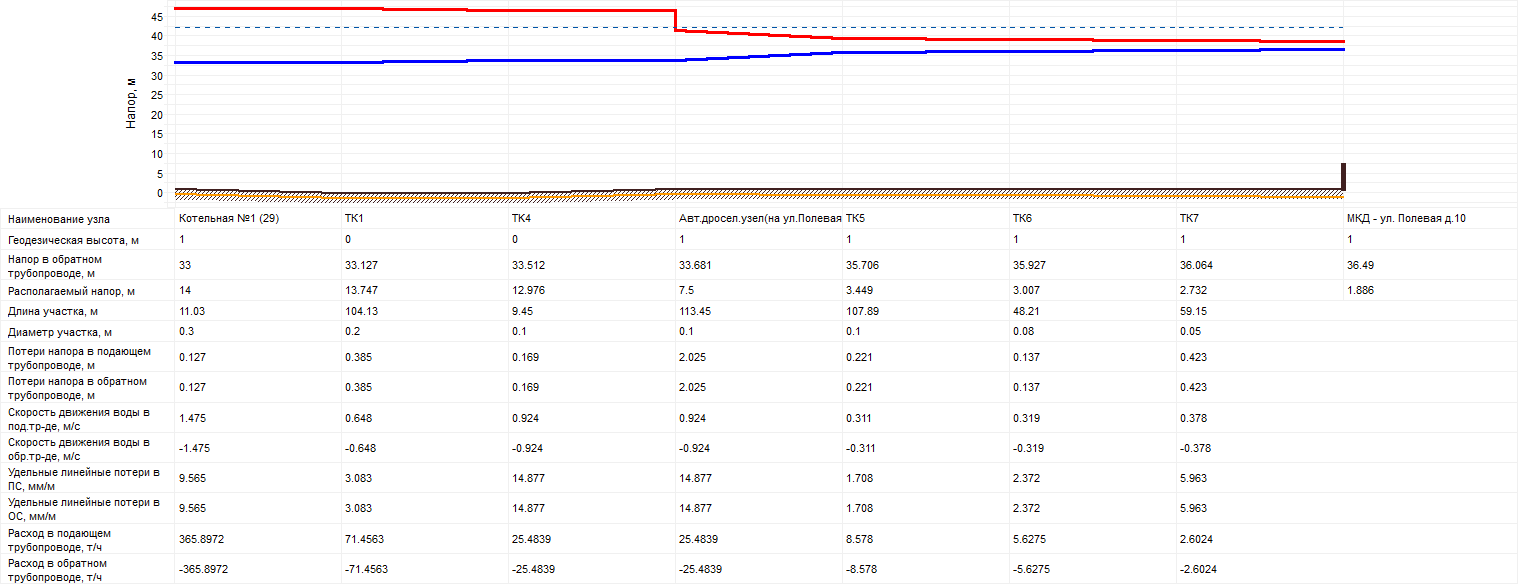 45
40
35
30
25
20
15
10
5
0
Напор, м
Наименование узла Котельная №1 (29) ТК1 ТК4 Авт.дросел.узел(на ул.Полевая ТК5 ТК6 ТК7 МКД - ул. Полевая д.10
Геодезическая высота, м 1 0 0 1 1 1 1 1
Напор в обратном
трубопроводе, м 33 33.127 33.512 33.681 35.706 35.927 36.064 36.49
Располагаемый напор, м 14 13.747 12.976 7.5 3.449 3.007 2.732 1.886
Длина участка, м 11.03 104.13 9.45 113.45 107.89 48.21 59.15
Диаметр участка, м 0.3 0.2 0.1 0.1 0.1 0.08 0.05
Потери напора в подающем
трубопроводе, м 0.127 0.385 0.169 2.025 0.221 0.137 0.423
Потери напора в обратном
трубопроводе, м 0.127 0.385 0.169 2.025 0.221 0.137 0.423
Скорость движения воды в
под.тр-де, м/с 1.475 0.648 0.924 0.924 0.311 0.319 0.378
Скорость движения воды в
обр.тр-де, м/с -1.475 -0.648 -0.924 -0.924 -0.311 -0.319 -0.378
Удельные линейные потери в
ПС, мм/м 9.565 3.083 14.877 14.877 1.708 2.372 5.963
Удельные линейные потери в
ОС, мм/м 9.565 3.083 14.877 14.877 1.708 2.372 5.963
Расход в подающем
трубопроводе, т/ч 365.8972 71.4563 25.4839 25.4839 8.578 5.6275 2.6024
Расход в обратном
трубопроводе, т/ч -365.8972 -71.4563 -25.4839 -25.4839 -8.578 -5.6275 -2.6024